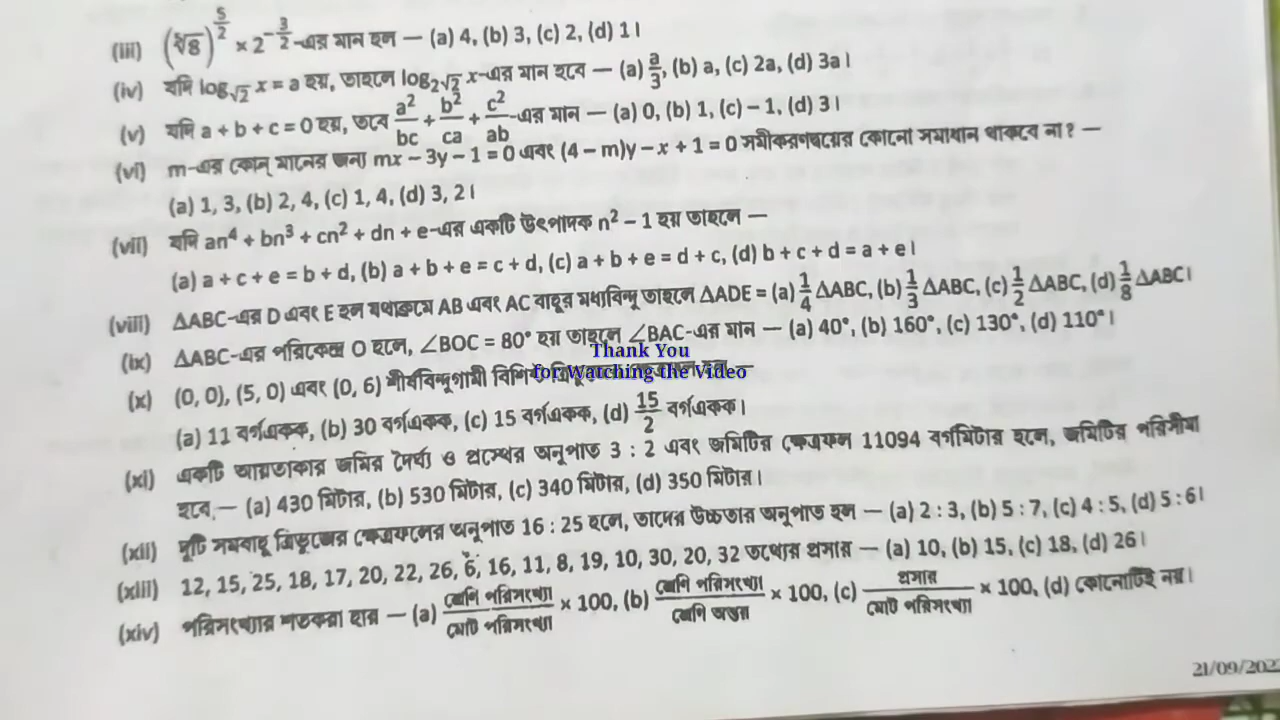 (iii) (∛8)^(5/2) × 2^(-3/2)-এর মান হল — (a) 4, (b) 3, (c) 2, (d) 1।
(iv) যদি log_√2 x = a হয়, তাহলে log_2√2 x-এর মান হবে — (a) a/3, (b) a, (c) 2a, (d) 3a।
(v) যদি a + b + c = 0 হয়, তবে a²/bc + b²/ca + c²/ab-এর মান — (a) 0, (b) 1, (c) – 1, (d) 3।
(vi) m-এর কোন্ মানের জন্য mx – 3y – 1 = 0 এবং (4 – m)y – x + 1 = 0 সমীকরণদ্বয়ের কোনো সমাধান থাকবে না? —
(a) 1, 3, (b) 2, 4, (c) 1, 4, (d) 3, 2।
(vii) যদি an⁴ + bn³ + cn² + dn + e-এর একটি উৎপাদক n² – 1 হয় তাহলে —
(a) a + c + e = b + d, (b) a + b + e = c + d, (c) a + b + e = d + c, (d) b + c + d = a + e।
(viii) ΔABC-এর D এবং E হল যথাক্রমে AB এবং AC বাহুর মধ্যবিন্দু তাহলে ΔADE = (a) 1/4 ΔABC, (b) 1/3 ΔABC, (c) 1/2 ΔABC, (d) 1/8 ΔABC।
(ix) ΔABC-এর পরিকেন্দ্র O হলে, ∠BOC = 80° হয় তাহলে ∠BAC-এর মান — (a) 40°, (b) 160°, (c) 130°, (d) 110°।
Thank You
for Watching the Video
(x) (0, 0), (5, 0) এবং (0, 6) শীর্ষবিন্দুগামী —
(a) 11 বর্গএকক, (b) 30 বর্গএকক, (c) 15 বর্গএকক, (d) 15/2 বর্গএকক।
(xi) একটি আয়তাকার জমির দৈর্ঘ্য ও প্রস্থের অনুপাত 3 : 2 এবং জমিটির ক্ষেত্রফল 11094 বর্গমিটার হলে, জমিটির পরিসীমা
হবে — (a) 430 মিটার, (b) 530 মিটার, (c) 340 মিটার, (d) 350 মিটার।
(xii) দুটি সমবাহু ত্রিভুজের ক্ষেত্রফলের অনুপাত 16 : 25 হলে, তাদের উচ্চতার অনুপাত হল — (a) 2 : 3, (b) 5 : 7, (c) 4 : 5, (d) 5 : 6।
(xiii) 12, 15, 25, 18, 17, 20, 22, 26, 6, 16, 11, 8, 19, 10, 30, 20, 32 তথ্যের প্রসার — (a) 10, (b) 15, (c) 18, (d) 26।
(xiv) পরিসংখ্যার শতকরা হার — (a) শ্রেণি পরিসংখ্যা/মোট পরিসংখ্যা × 100, (b) শ্রেণি পরিসংখ্যা/শ্রেণি অন্তর × 100, (c) প্রসার/মোট পরিসংখ্যা × 100, (d) কোনোটিই নয়।